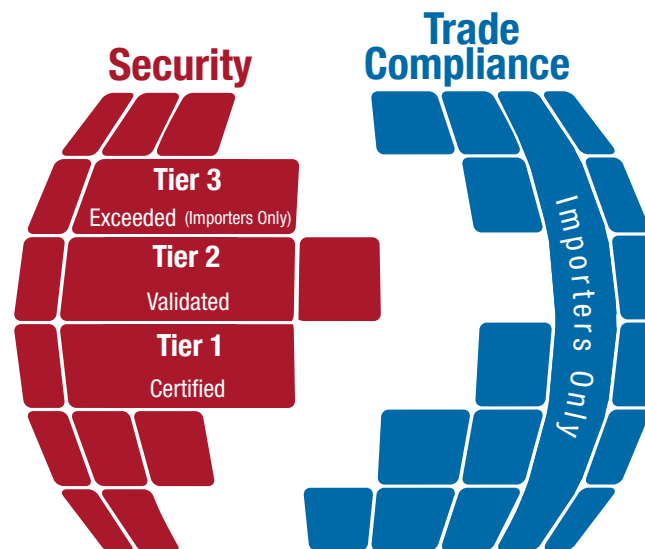 Security
Trade
Compliance
Tier 3
Exceeded (Importers Only)
Tier 2
Validated
Tier 1
Certified
Importers Only